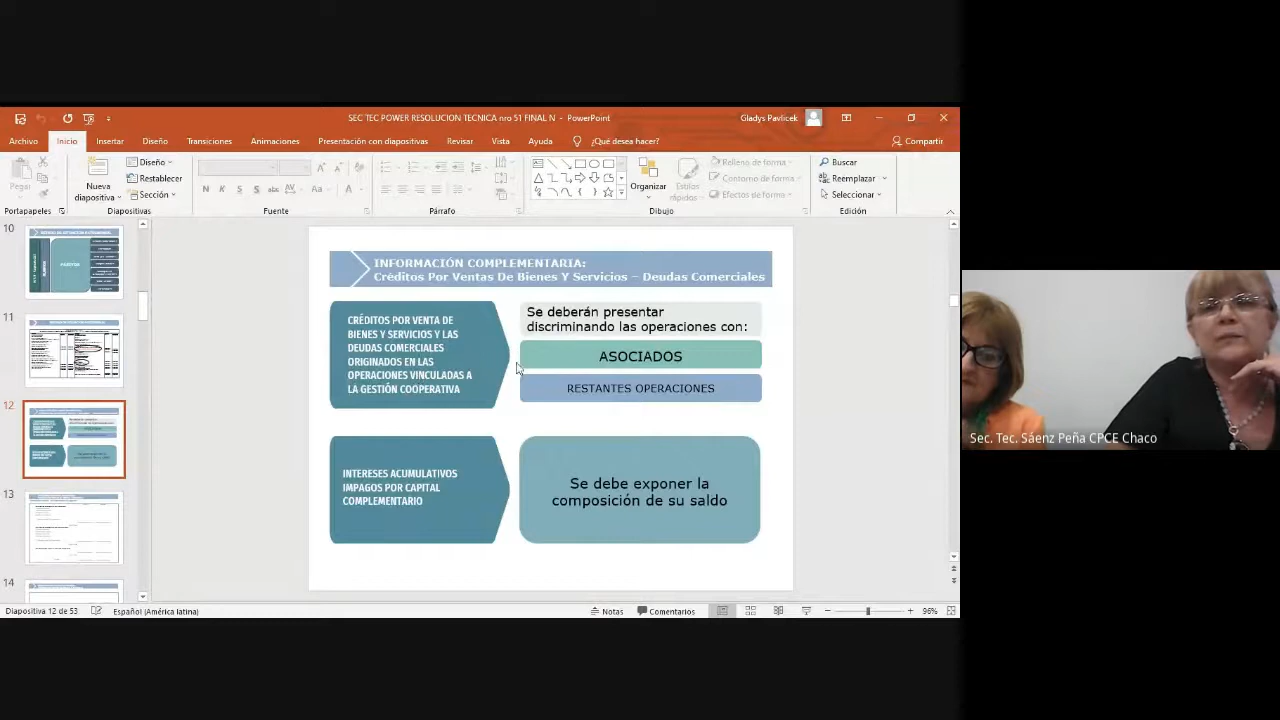 SEC TEC POWER RESOLUCION TECNICA nro 51 FINAL N - PowerPoint
Gladys Pavlicek
Archivo Inicio Insertar Diseño Transiciones Animaciones Presentación con diapositivas Revisar Vista Ayuda ¿Qué desea hacer? Compartir
Pegar
Nueva diapositiva
Diseño
Restablecer
Sección
N K S S abc AV Aa A
Organizar
Estilos rápidos
Relleno de forma
Contorno de forma
Efectos de forma
Buscar
Reemplazar
Seleccionar
Portapapeles Diapositivas Fuente Párrafo Dibujo Edición
10
11
12
13
14
INFORMACIÓN COMPLEMENTARIA:
Créditos Por Ventas De Bienes Y Servicios – Deudas Comerciales
CRÉDITOS POR VENTA DE
BIENES Y SERVICIOS Y LAS
DEUDAS COMERCIALES
ORIGINADOS EN LAS
OPERACIONES VINCULADAS A
LA GESTIÓN COOPERATIVA
Se deberán presentar
discriminando las operaciones con:
ASOCIADOS
RESTANTES OPERACIONES
INTERESES ACUMULATIVOS
IMPAGOS POR CAPITAL
COMPLEMENTARIO
Se debe exponer la
composición de su saldo
Diapositiva 12 de 53 Español (América latina) Notas Comentarios 96%
Sec. Tec. Sáenz Peña CPCE Chaco